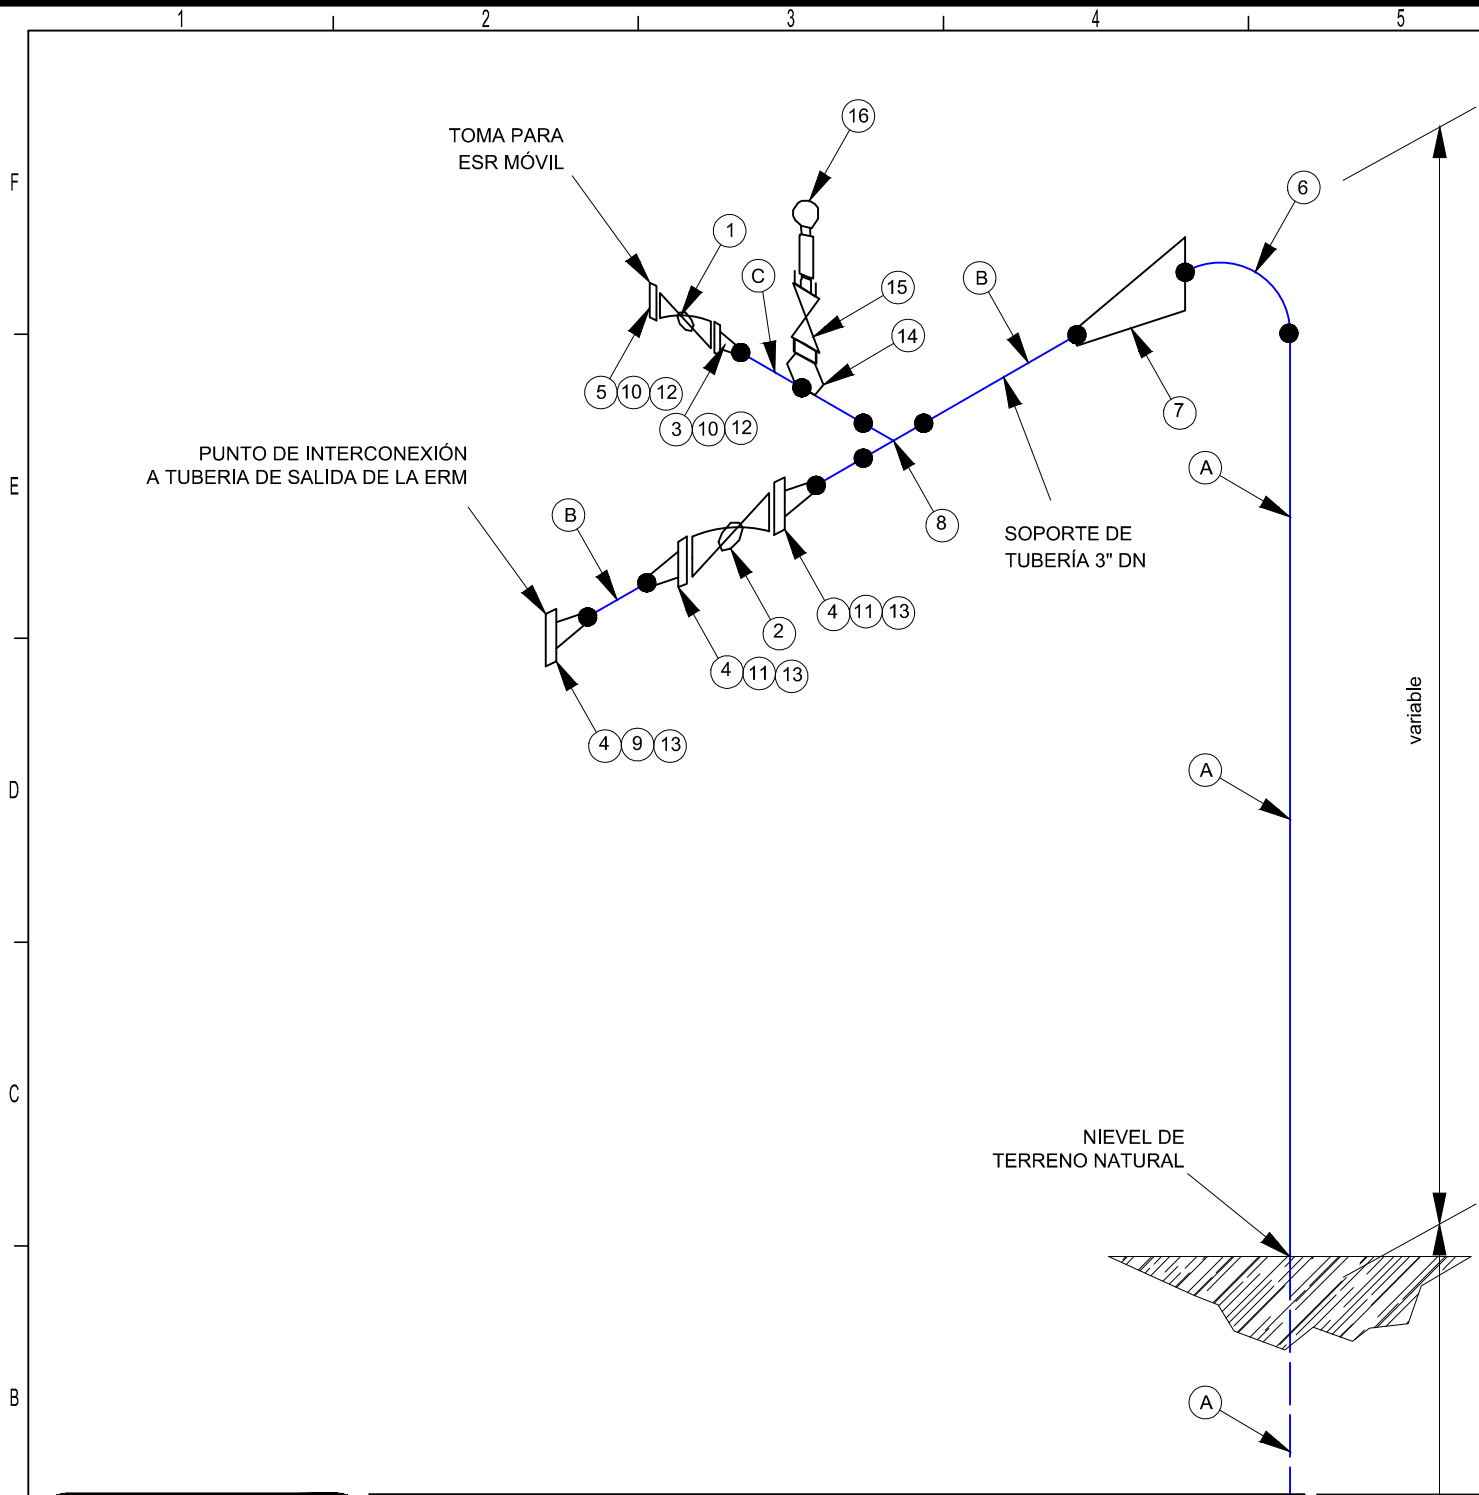 1 2 3 4 5
F
E
D
C
B
16
TOMA PARA
ESR MÓVIL
6
1
C
B
15
14
5 10 12
7
3 10 12
PUNTO DE INTERCONEXIÓN
A TUBERIA DE SALIDA DE LA ERM
A
B
8
SOPORTE DE
TUBERÍA 3" DN
4 11 13
2
4 11 13
variable
4 9 13
A
NIEVEL DE
TERRENO NATURAL
A